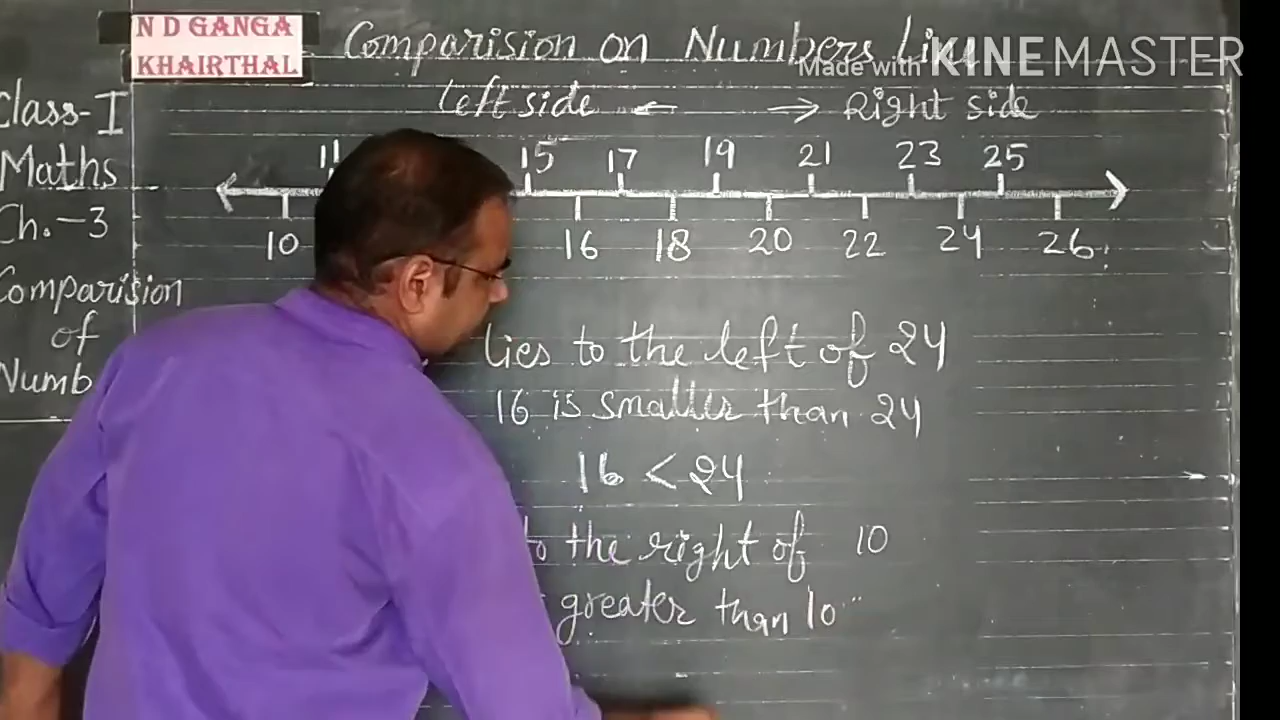 N D GANGA
KHAIRTHAL
Comparision on Numbers Line
Made with KINEMASTER
Left side ← → Right side
Class-I
Maths
Ch.-3
Comparision
of
Numb
11 15 17 19 21 23 25
10 16 18 20 22 24 26
lies to the left of 24
16 is smaller than 24
16 < 24
to the right of 10
greater than 10